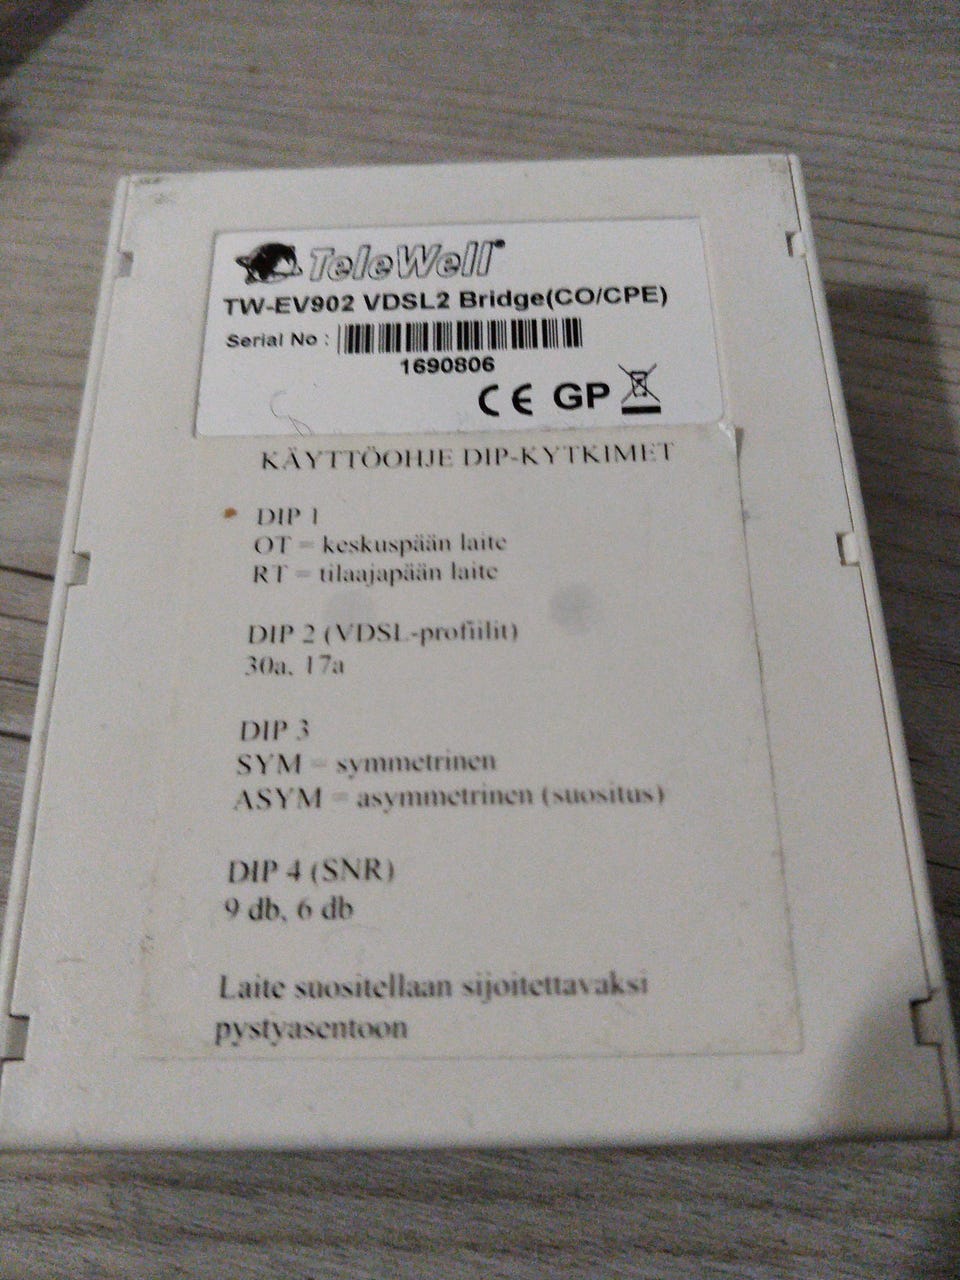 TeleWell®
TW-EV902 VDSL2 Bridge(CO/CPE)
Serial No :
1690806
CE GP
KÄYTTÖOHJE DIP-KYTKIMET
DIP 1
OT = keskuspään laite
RT = tilaajapään laite
DIP 2 (VDSL-profiilit)
30a, 17a
DIP 3
SYM = symmetrinen
ASYM = asymmetrinen (suositus)
DIP 4 (SNR)
9 db, 6 db
Laite suositellaan sijoitettavaksi
pystyasentoon